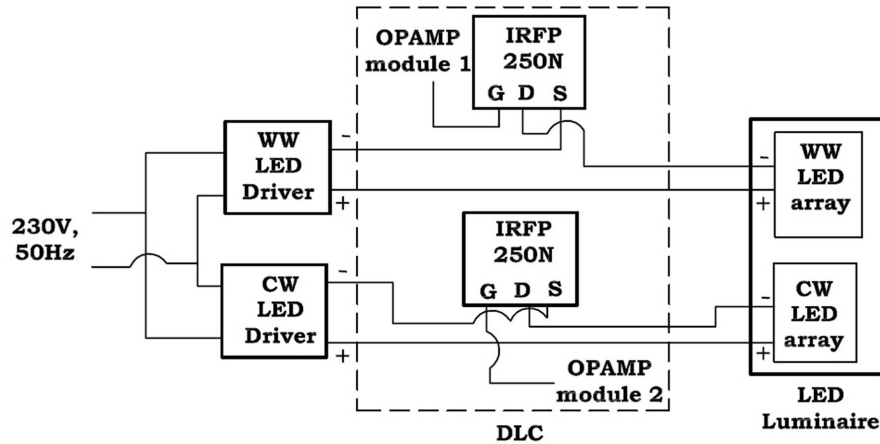 OPAMP
module 1
IRFP
250N
G D S
WW
LED
Driver
-
+
230V,
50Hz
-
WW
LED
array
+
IRFP
250N
G D S
CW
LED
Driver
-
+
-
CW
LED
array
+
OPAMP
module 2
DLC
LED
Luminaire